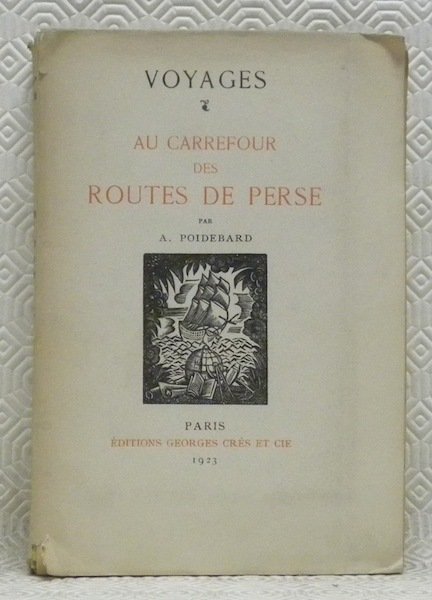 VOYAGES
AU CARREFOUR
DES
ROUTES DE PERSE
PAR
A. POIDEBARD
PARIS
ÉDITIONS GEORGES CRÈS ET CIE
1923